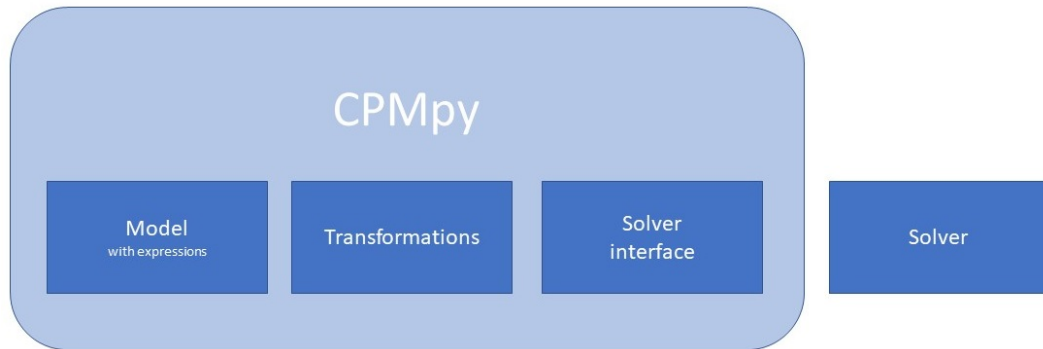 CPMpy
Model
with expressions
Transformations
Solver
interface
Solver